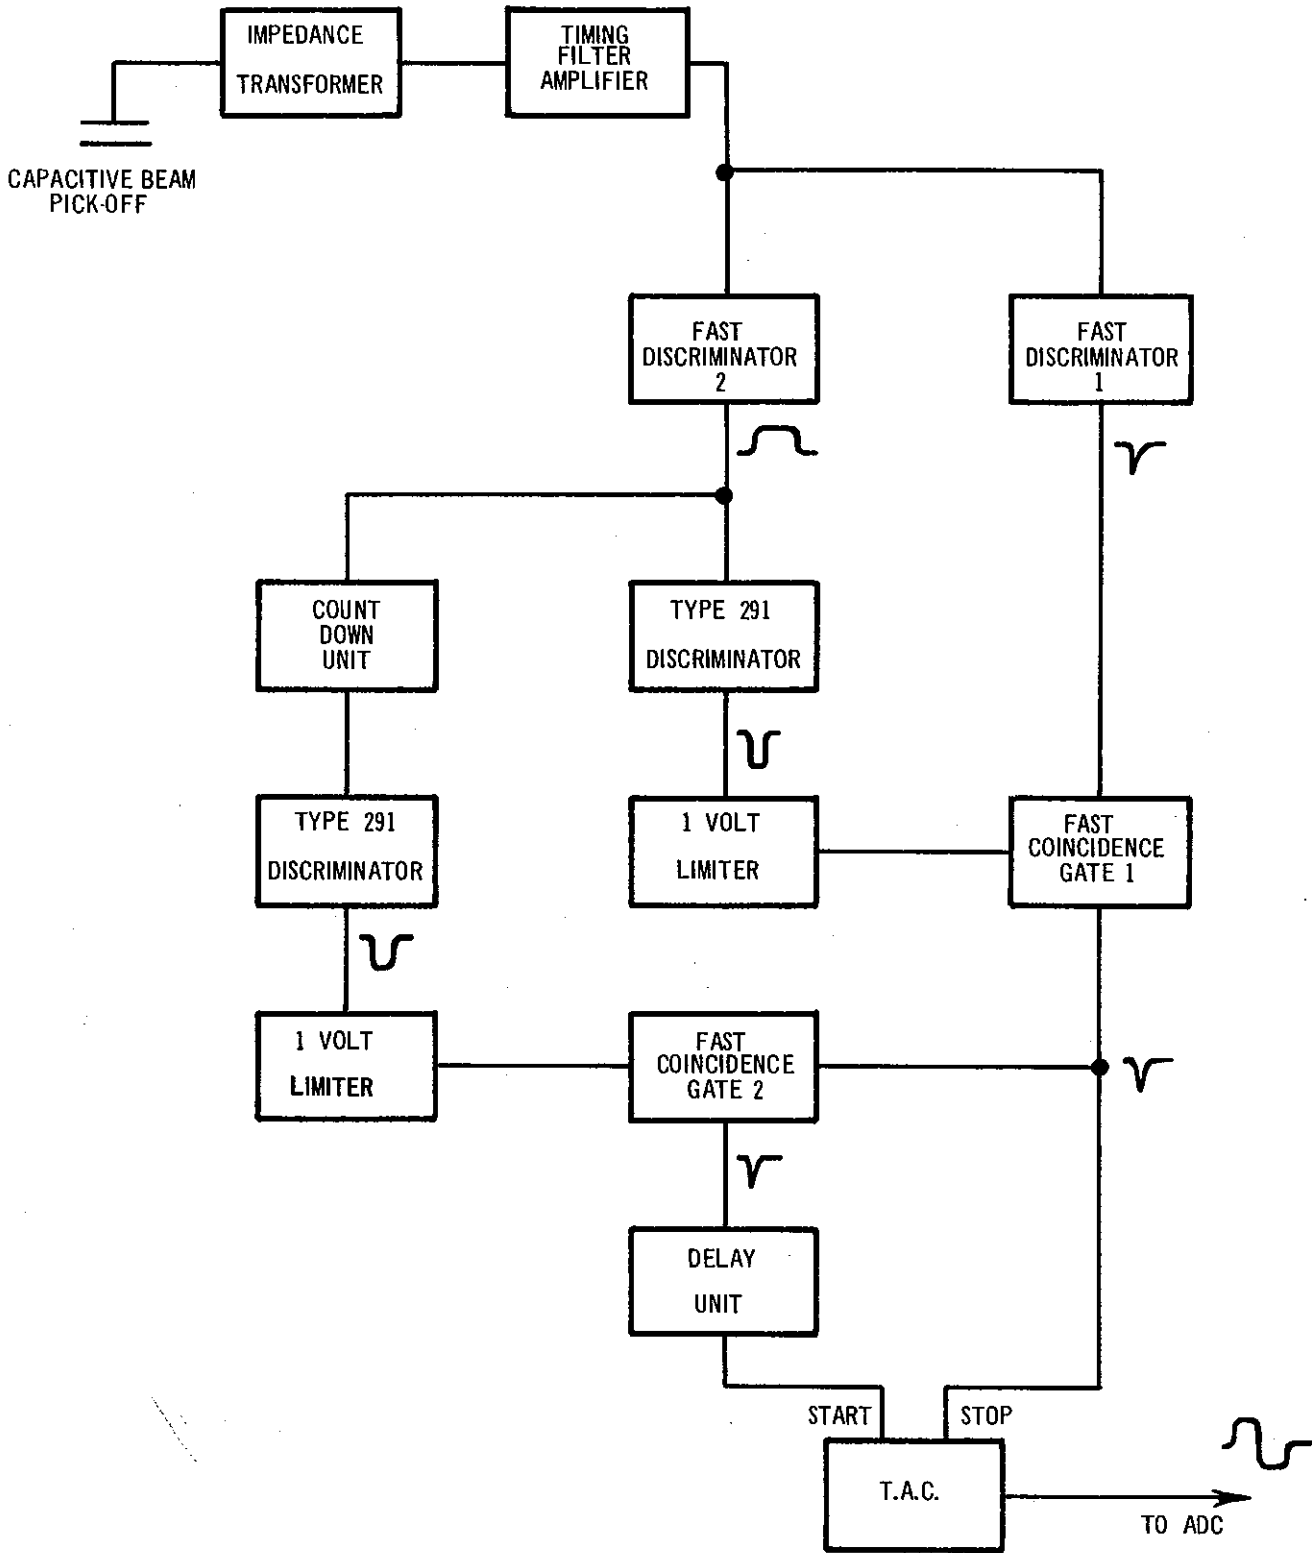 IMPEDANCE
TRANSFORMER
TIMING
FILTER
AMPLIFIER
CAPACITIVE BEAM
PICK-OFF
FAST
DISCRIMINATOR
2
FAST
DISCRIMINATOR
1
COUNT
DOWN
UNIT
TYPE 291
DISCRIMINATOR
TYPE 291
DISCRIMINATOR
1 VOLT
LIMITER
FAST
COINCIDENCE
GATE 1
1 VOLT
LIMITER
FAST
COINCIDENCE
GATE 2
DELAY
UNIT
START
STOP
T.A.C.
TO ADC